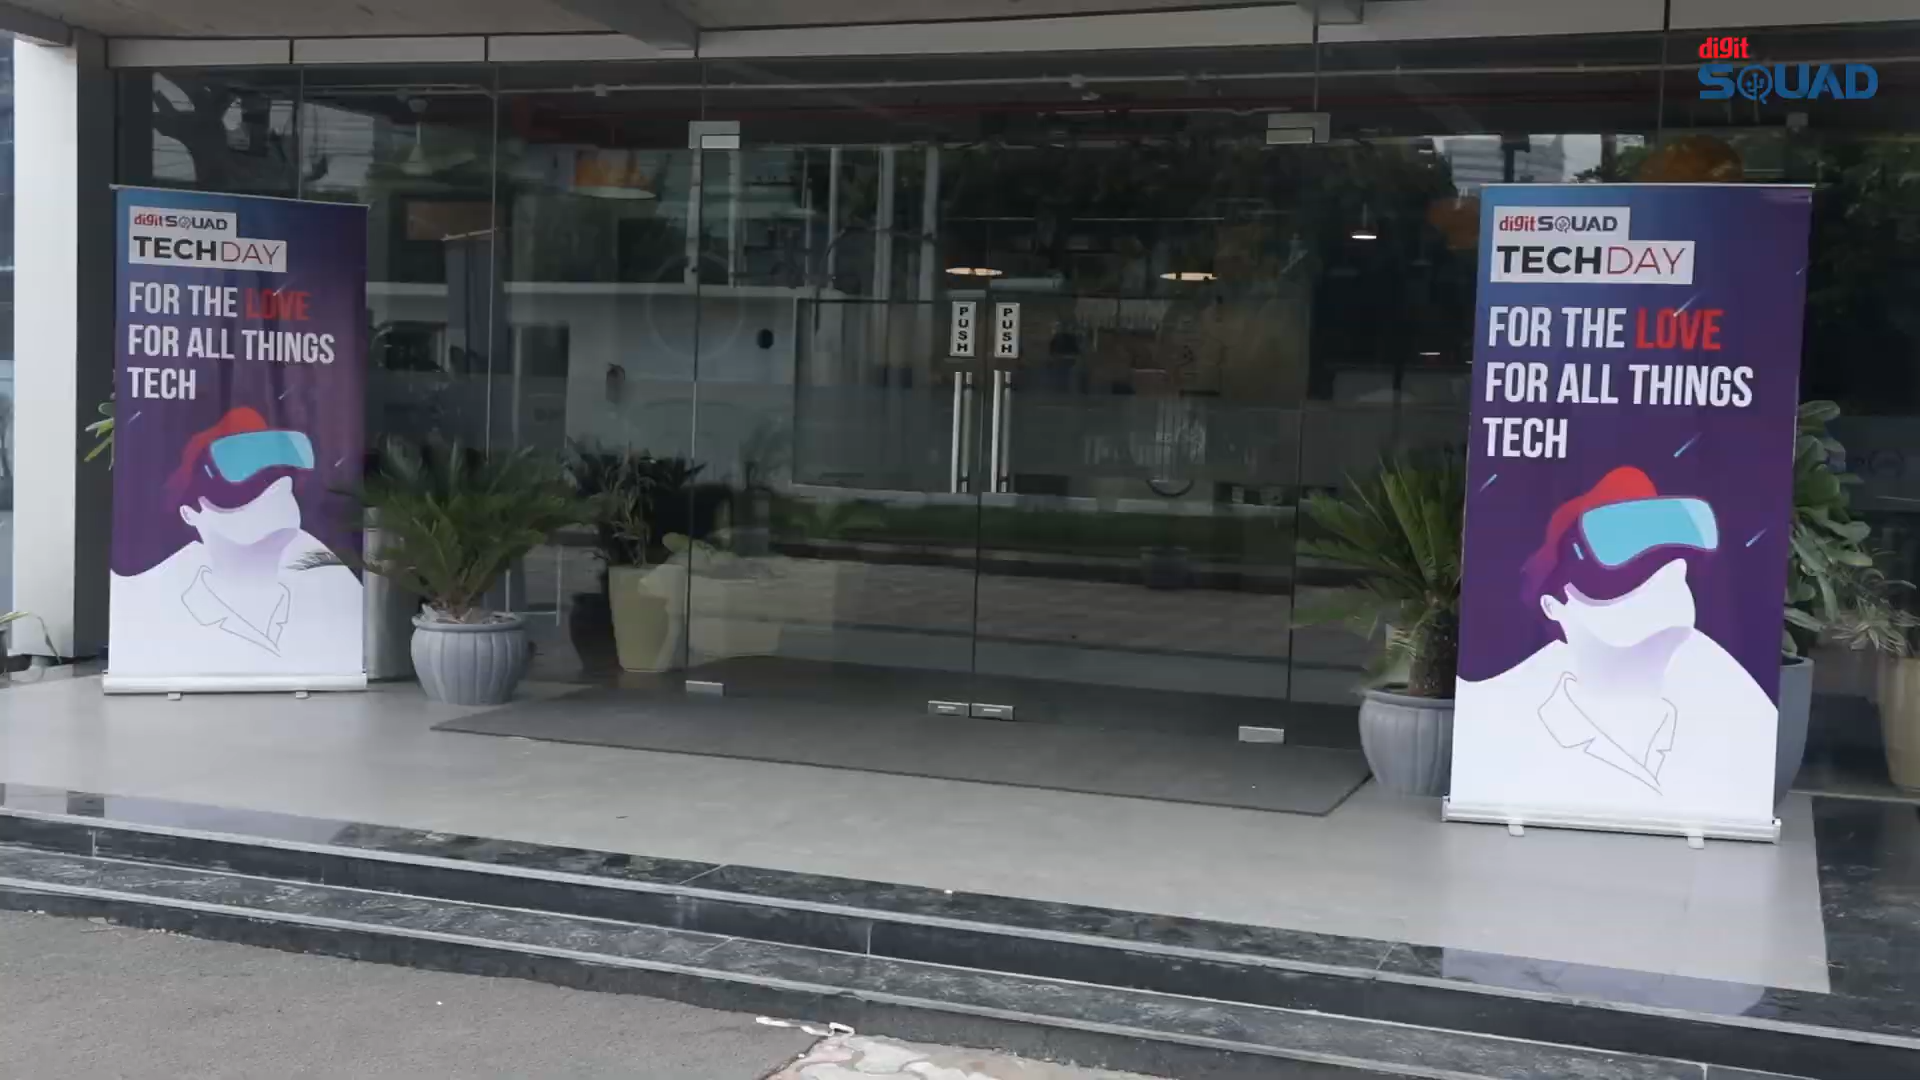 digit
SQUAD
digit SQUAD
TECHDAY
FOR THE LOVE
FOR ALL THINGS
TECH
PUSH
PUSH
digit SQUAD
TECHDAY
FOR THE LOVE
FOR ALL THINGS
TECH